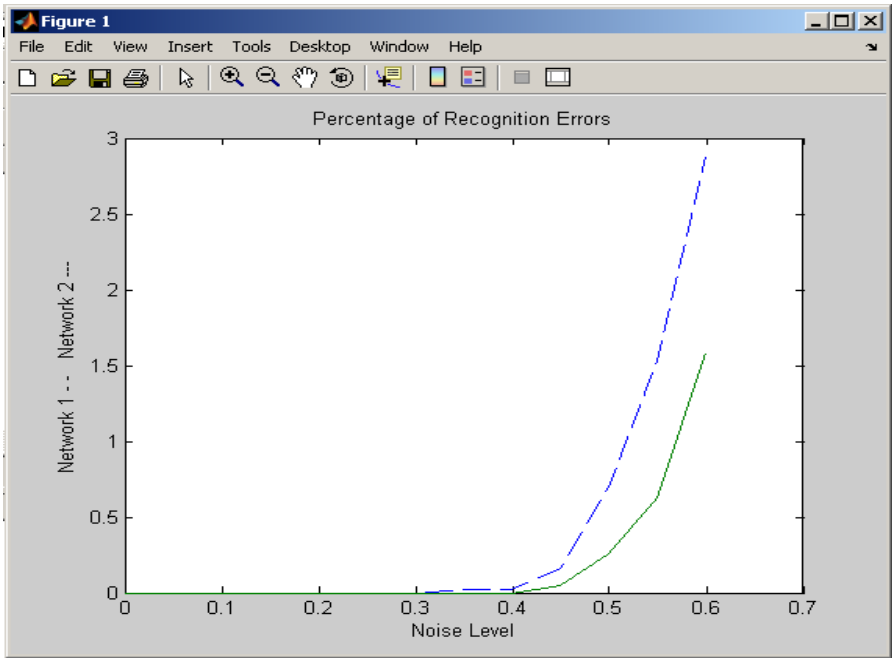 Figure 1
File Edit View Insert Tools Desktop Window Help
Percentage of Recognition Errors
3
2.5
2
1.5
1
0.5
0
Network 1 - - Network 2 ---
0 0.1 0.2 0.3 0.4 0.5 0.6 0.7
Noise Level